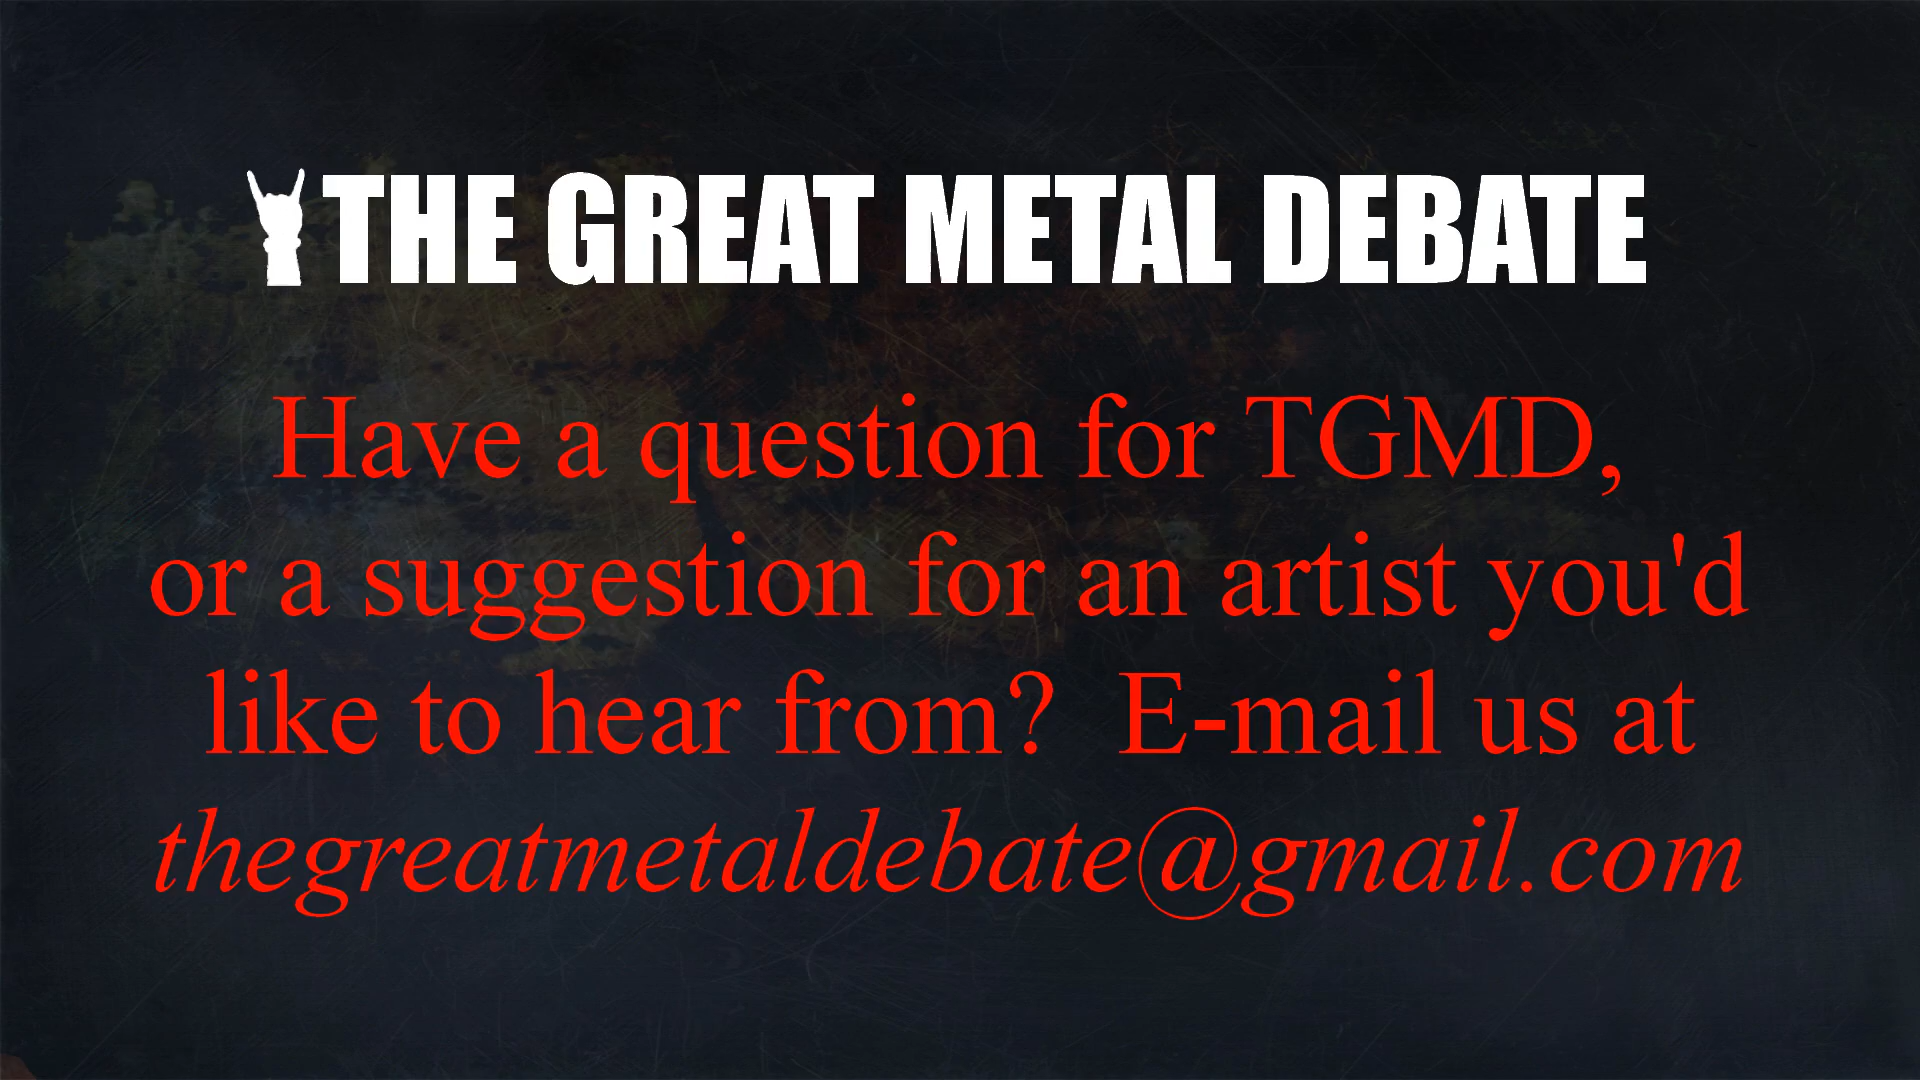 THE GREAT METAL DEBATE
Have a question for TGMD,
or a suggestion for an artist you'd
like to hear from?  E-mail us at
thegreatmetaldebate@gmail.com